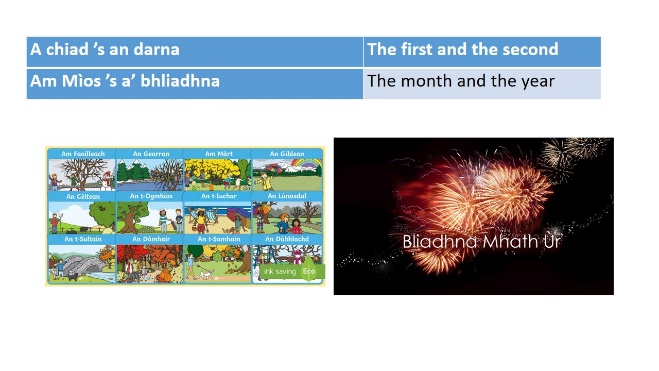 A chiad ’s an darna
The first and the second
Am Mìos ’s a’ bhliadhna
The month and the year
Am Faoilleach
An Gearran
Am Màrt
An Giblean
An Cèitean
An t-Ògmhios
An t-Iuchar
An Lùnasdal
An t-Sultain
An Dàmhair
An t-Samhain
An Dùbhlachd
ink saving
Eco
Bliadhna Mhath Ùr